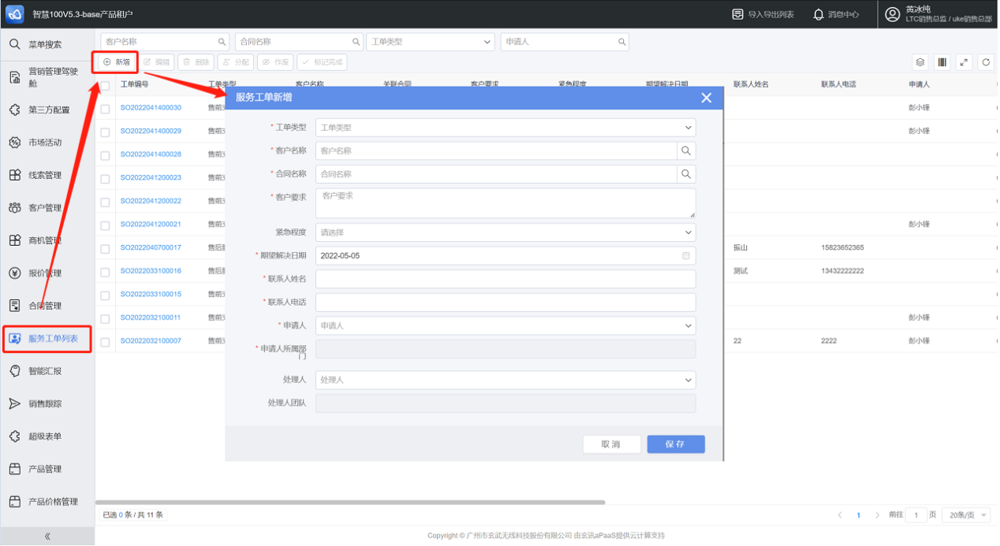 智慧100V5.3-base产品租户
导入导出列表
消息中心
黄冰纯
LTC销售总监 / uke销售总部
菜单搜索
营销管理驾驶舱
第三方配置
市场活动
线索管理
客户管理
商机管理
报价管理
合同管理
服务工单列表
智能汇报
销售跟踪
超级表单
产品管理
产品价格管理
客户名称 合同名称 工单类型 申请人
新增 编辑 删除 分配 作废 标记完成
工单编号 工单类型 客户名称 关联合同 客户要求 紧急程度 期望解决日期 联系人姓名 联系人电话 申请人
SO2022041400030 售前 彭小锋
SO2022041400029 售前 彭小锋
SO2022041400028 售前
SO2022041200023 售前
SO2022041200022 售前
SO2022041200021 售前 彭小锋
SO2022040700017 售后 振山 15823652365
SO2022033100016 售后 测试 13432222222
SO2022033100015 售前
SO2022032100011 售前 彭小锋
SO2022032100007 售前 22 2222 彭小锋
服务工单新增
* 工单类型 工单类型
* 客户名称 客户名称
* 合同名称 合同名称
* 客户要求 客户要求
紧急程度 请选择
* 期望解决日期 2022-05-05
* 联系人姓名
* 联系人电话
* 申请人 申请人
* 申请人所属部门
处理人 处理人
处理人团队
取消 保存
已选 0 条 / 共 11 条
1 前往 1 页 20条/页
Copyright © 广州市玄武无线科技股份有限公司 由玄讯aPaaS提供云计算支持